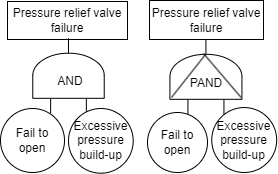 Pressure relief valve
failure
AND
Fail to
open
Excessive
pressure
build-up
Pressure relief valve
failure
PAND
Fail to
open
Excessive
pressure
build-up